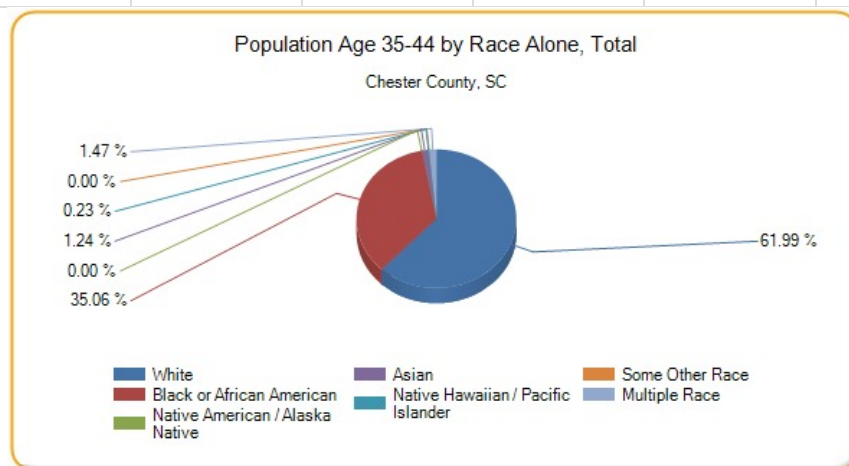 Population Age 35-44 by Race Alone, Total
Chester County, SC
1.47 %
0.00 %
0.23 %
1.24 %
0.00 %
35.06 %
61.99 %
White
Black or African American
Native American / Alaska
Native
Asian
Native Hawaiian / Pacific
Islander
Some Other Race
Multiple Race